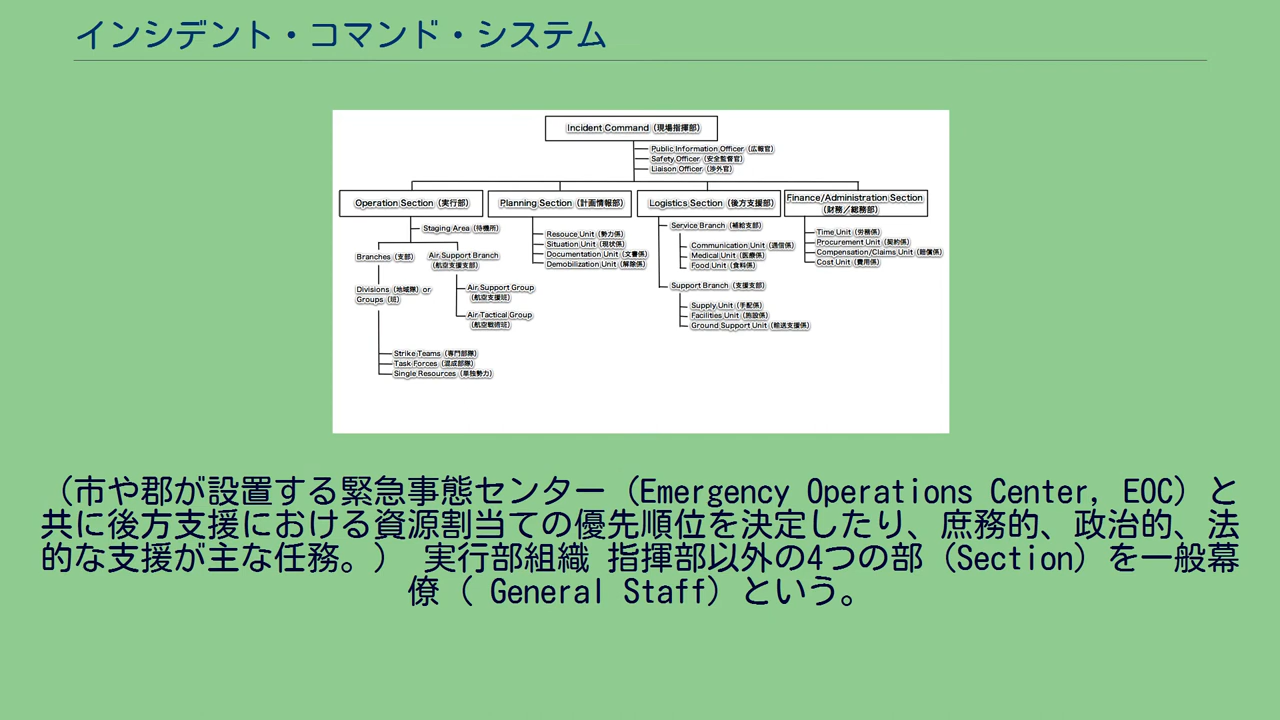 インシデント・コマンド・システム
Incident Command（現場指揮部）
Public Information Officer（広報官）
Safety Officer（安全監督官）
Liaison Officer（渉外官）
Operation Section（実行部）
Staging Area（待機所）
Branches（支部）
Air Support Branch
（航空支援支部）
Divisions（地域隊）or
Groups（班）
Air Support Group
（航空支援班）
Air Tactical Group
（航空戦術班）
Strike Teams（専門部隊）
Task Forces（混成部隊）
Single Resources（単独勢力）
Planning Section（計画情報部）
Resouce Unit（勢力係）
Situation Unit（現状係）
Documentation Unit（文書係）
Demobilization Unit（解除係）
Logistics Section（後方支援部）
Service Branch（補給支部）
Communication Unit（通信係）
Medical Unit（医療係）
Food Unit（食料係）
Support Branch（支援支部）
Supply Unit（手配係）
Facilities Unit（施設係）
Ground Support Unit（輸送支援係）
Finance/Administration Section
（財務／総務部）
Time Unit（労務係）
Procurement Unit（契約係）
Compensation/Claims Unit（賠償係）
Cost Unit（費用係）
（市や郡が設置する緊急事態センター（Emergency Operations Center, EOC）と
共に後方支援における資源割当ての優先順位を決定したり、庶務的、政治的、法
的な支援が主な任務。） 実行部組織 指揮部以外の4つの部（Section）を一般幕
僚（ General Staff）という。